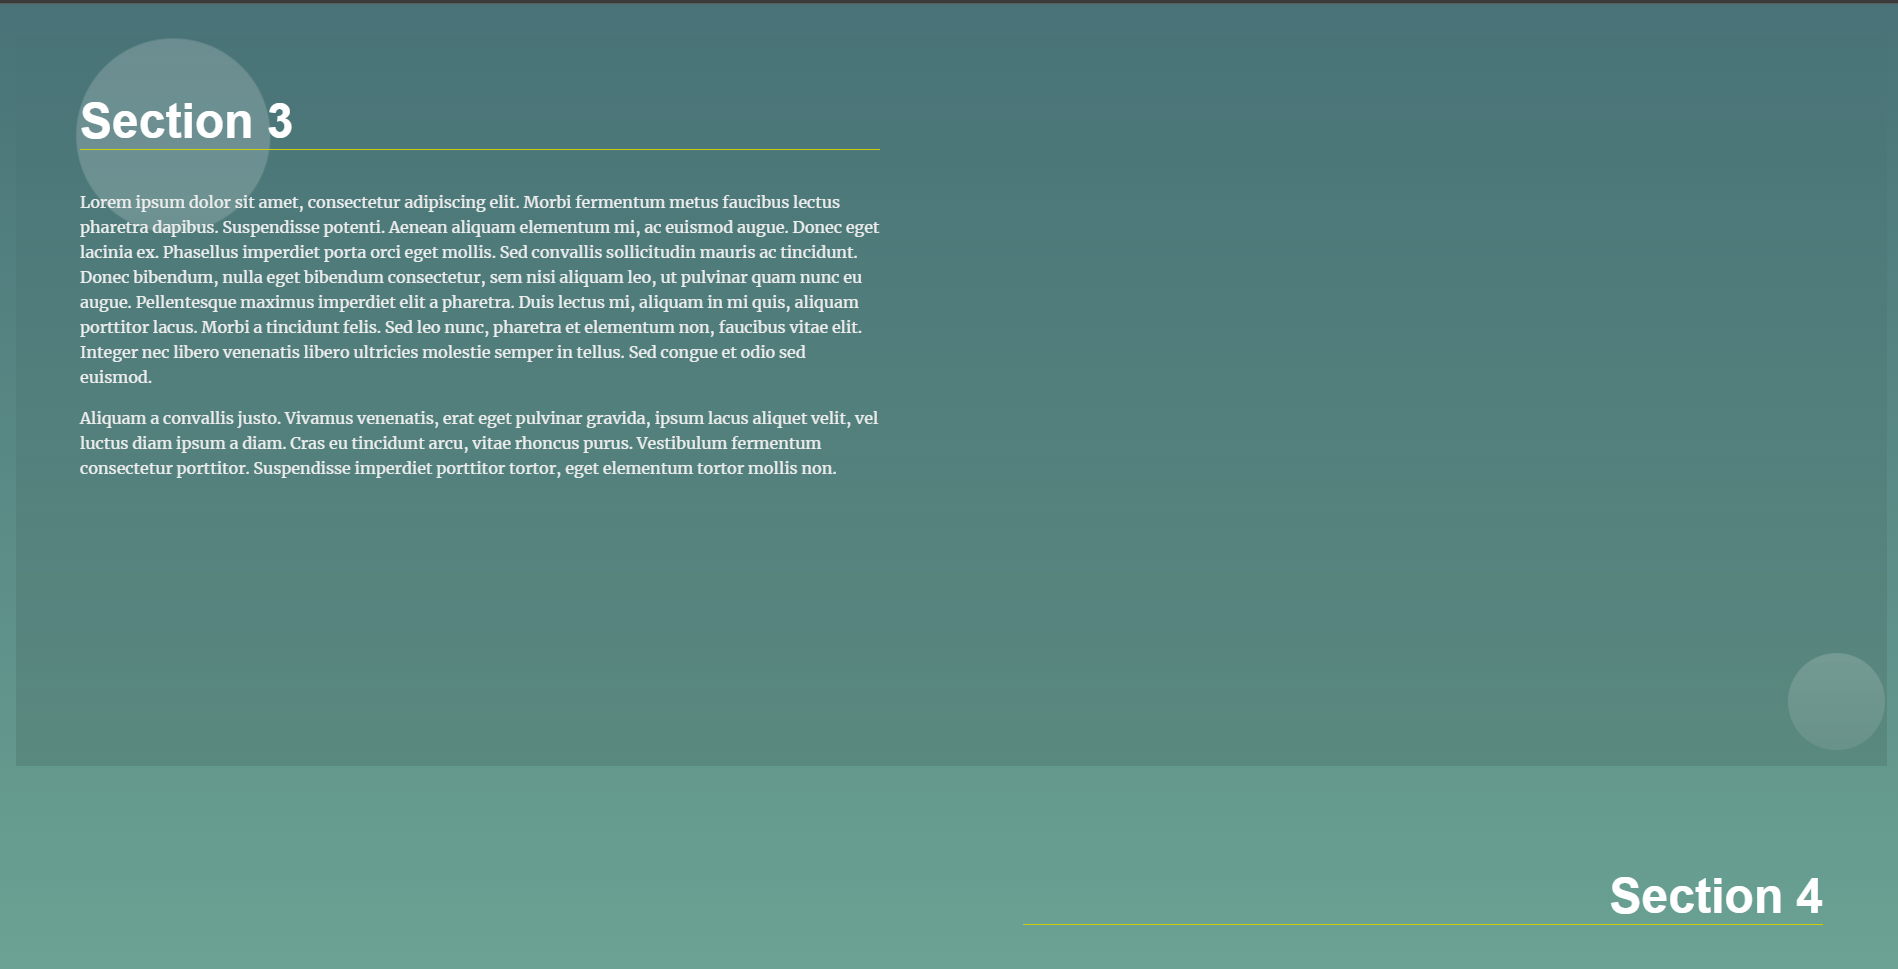 Section 3
Lorem ipsum dolor sit amet, consectetur adipiscing elit. Morbi fermentum metus faucibus lectus
pharetra dapibus. Suspendisse potenti. Aenean aliquam elementum mi, ac euismod augue. Donec eget
lacinia ex. Phasellus imperdiet porta orci eget mollis. Sed convallis sollicitudin mauris ac tincidunt.
Donec bibendum, nulla eget bibendum consectetur, sem nisi aliquam leo, ut pulvinar quam nunc eu
augue. Pellentesque maximus imperdiet elit a pharetra. Duis lectus mi, aliquam in mi quis, aliquam
porttitor lacus. Morbi a tincidunt felis. Sed leo nunc, pharetra et elementum non, faucibus vitae elit.
Integer nec libero venenatis libero ultricies molestie semper in tellus. Sed congue et odio sed
euismod.
Aliquam a convallis justo. Vivamus venenatis, erat eget pulvinar gravida, ipsum lacus aliquet velit, vel
luctus diam ipsum a diam. Cras eu tincidunt arcu, vitae rhoncus purus. Vestibulum fermentum
consectetur porttitor. Suspendisse imperdiet porttitor tortor, eget elementum tortor mollis non.
Section 4